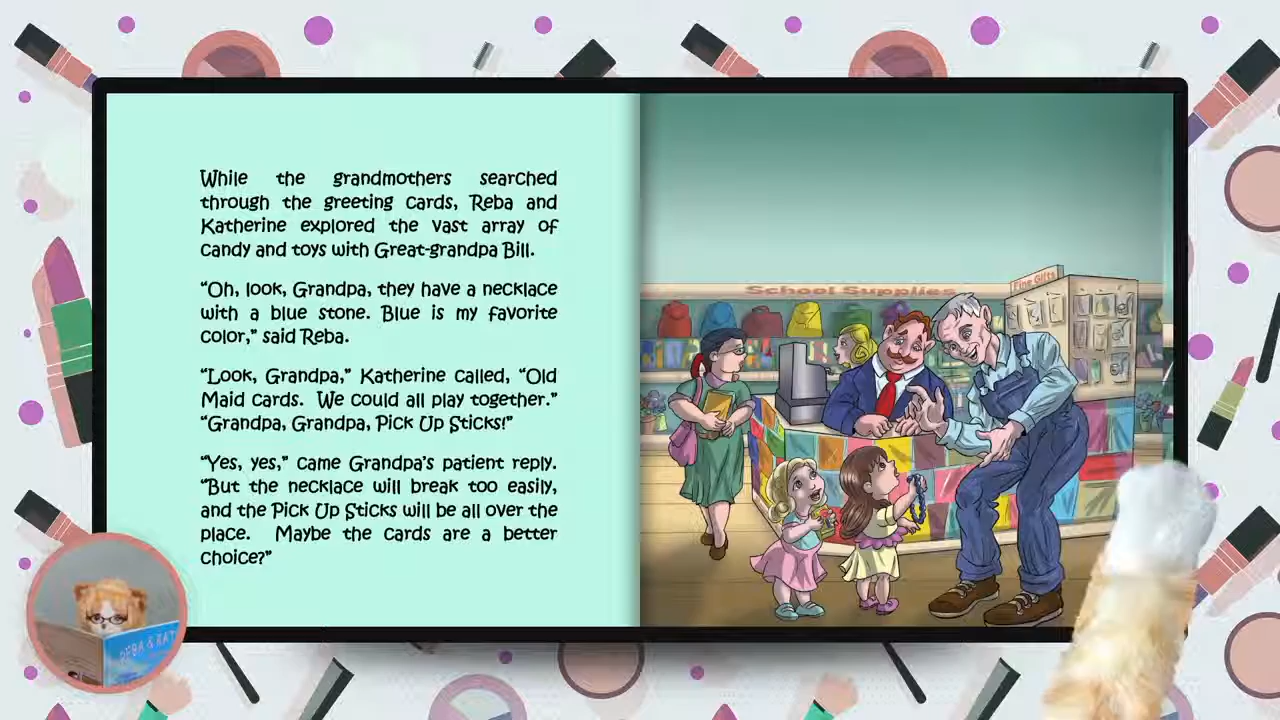 While the grandmothers searched
through the greeting cards, Reba and
Katherine explored the vast array of
candy and toys with Great-grandpa Bill.
“Oh, look, Grandpa, they have a necklace
with a blue stone. Blue is my favorite
color,” said Reba.
“Look, Grandpa,” Katherine called, “Old
Maid cards. We could all play together.”
“Grandpa, Grandpa, Pick Up Sticks!”
“Yes, yes,” came Grandpa’s patient reply.
“But the necklace will break too easily,
and the Pick Up Sticks will be all over the
place. Maybe the cards are a better
choice?”
School Supplies
Fine Gifts
REBA & KAT